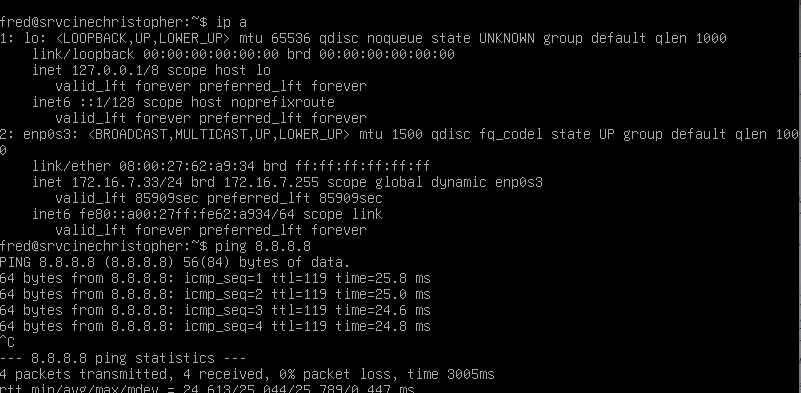 fred@srvcinechristopher:~$ ip a
1: lo: <LOOPBACK,UP,LOWER_UP> mtu 65536 qdisc noqueue state UNKNOWN group default qlen 1000
    link/loopback 00:00:00:00:00:00 brd 00:00:00:00:00:00
    inet 127.0.0.1/8 scope host lo
       valid_lft forever preferred_lft forever
    inet6 ::1/128 scope host noprefixroute
       valid_lft forever preferred_lft forever
2: enp0s3: <BROADCAST,MULTICAST,UP,LOWER_UP> mtu 1500 qdisc fq_codel state UP group default qlen 100
0
    link/ether 08:00:27:62:a9:34 brd ff:ff:ff:ff:ff:ff
    inet 172.16.7.33/24 brd 172.16.7.255 scope global dynamic enp0s3
       valid_lft 85909sec preferred_lft 85909sec
    inet6 fe80::a00:27ff:fe62:a934/64 scope link
       valid_lft forever preferred_lft forever
fred@srvcinechristopher:~$ ping 8.8.8.8
PING 8.8.8.8 (8.8.8.8) 56(84) bytes of data.
64 bytes from 8.8.8.8: icmp_seq=1 ttl=119 time=25.8 ms
64 bytes from 8.8.8.8: icmp_seq=2 ttl=119 time=25.0 ms
64 bytes from 8.8.8.8: icmp_seq=3 ttl=119 time=24.6 ms
64 bytes from 8.8.8.8: icmp_seq=4 ttl=119 time=24.8 ms
^C
--- 8.8.8.8 ping statistics ---
4 packets transmitted, 4 received, 0% packet loss, time 3005ms
rtt min/avg/max/mdev = 24.613/25.044/25.789/0.447 ms